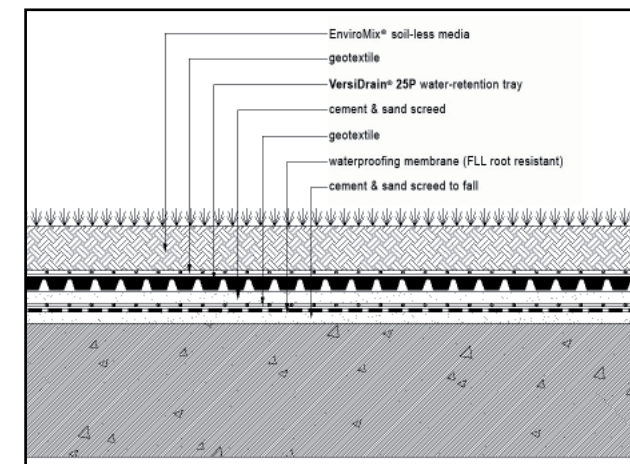 EnviroMix® soil-less media
geotextile
VersiDrain® 25P water-retention tray
cement & sand screed
geotextile
waterproofing membrane (FLL root resistant)
cement & sand screed to fall